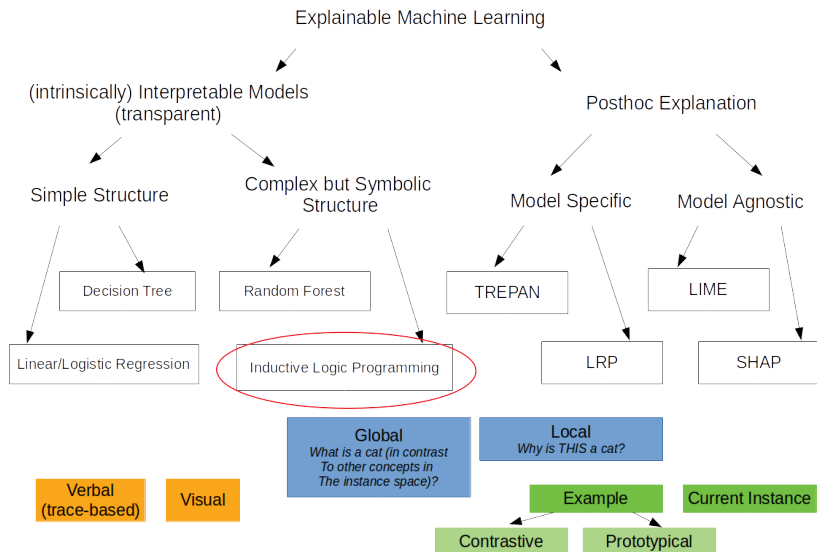 Explainable Machine Learning
(intrinsically) Interpretable Models
(transparent)
Posthoc Explanation
Simple Structure
Complex but Symbolic
Structure
Model Specific
Model Agnostic
Decision Tree
Random Forest
TREPAN
LIME
Linear/Logistic Regression
Inductive Logic Programming
LRP
SHAP
Global
What is a cat (in contrast
To other concepts in
The instance space)?
Local
Why is THIS a cat?
Verbal
(trace-based)
Visual
Example
Current Instance
Contrastive
Prototypical